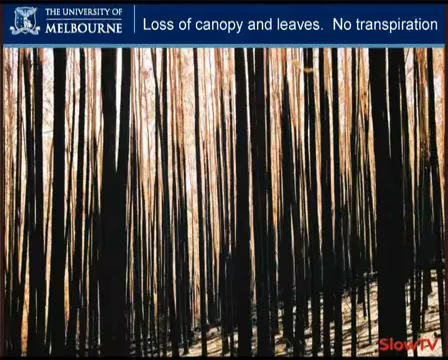 THE UNIVERSITY OF
MELBOURNE
Loss of canopy and leaves. No transpiration
SlowTV